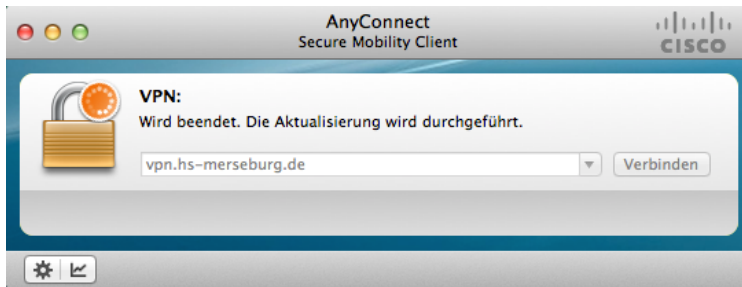 AnyConnect
Secure Mobility Client
CISCO
VPN:
Wird beendet. Die Aktualisierung wird durchgeführt.
vpn.hs-merseburg.de
Verbinden